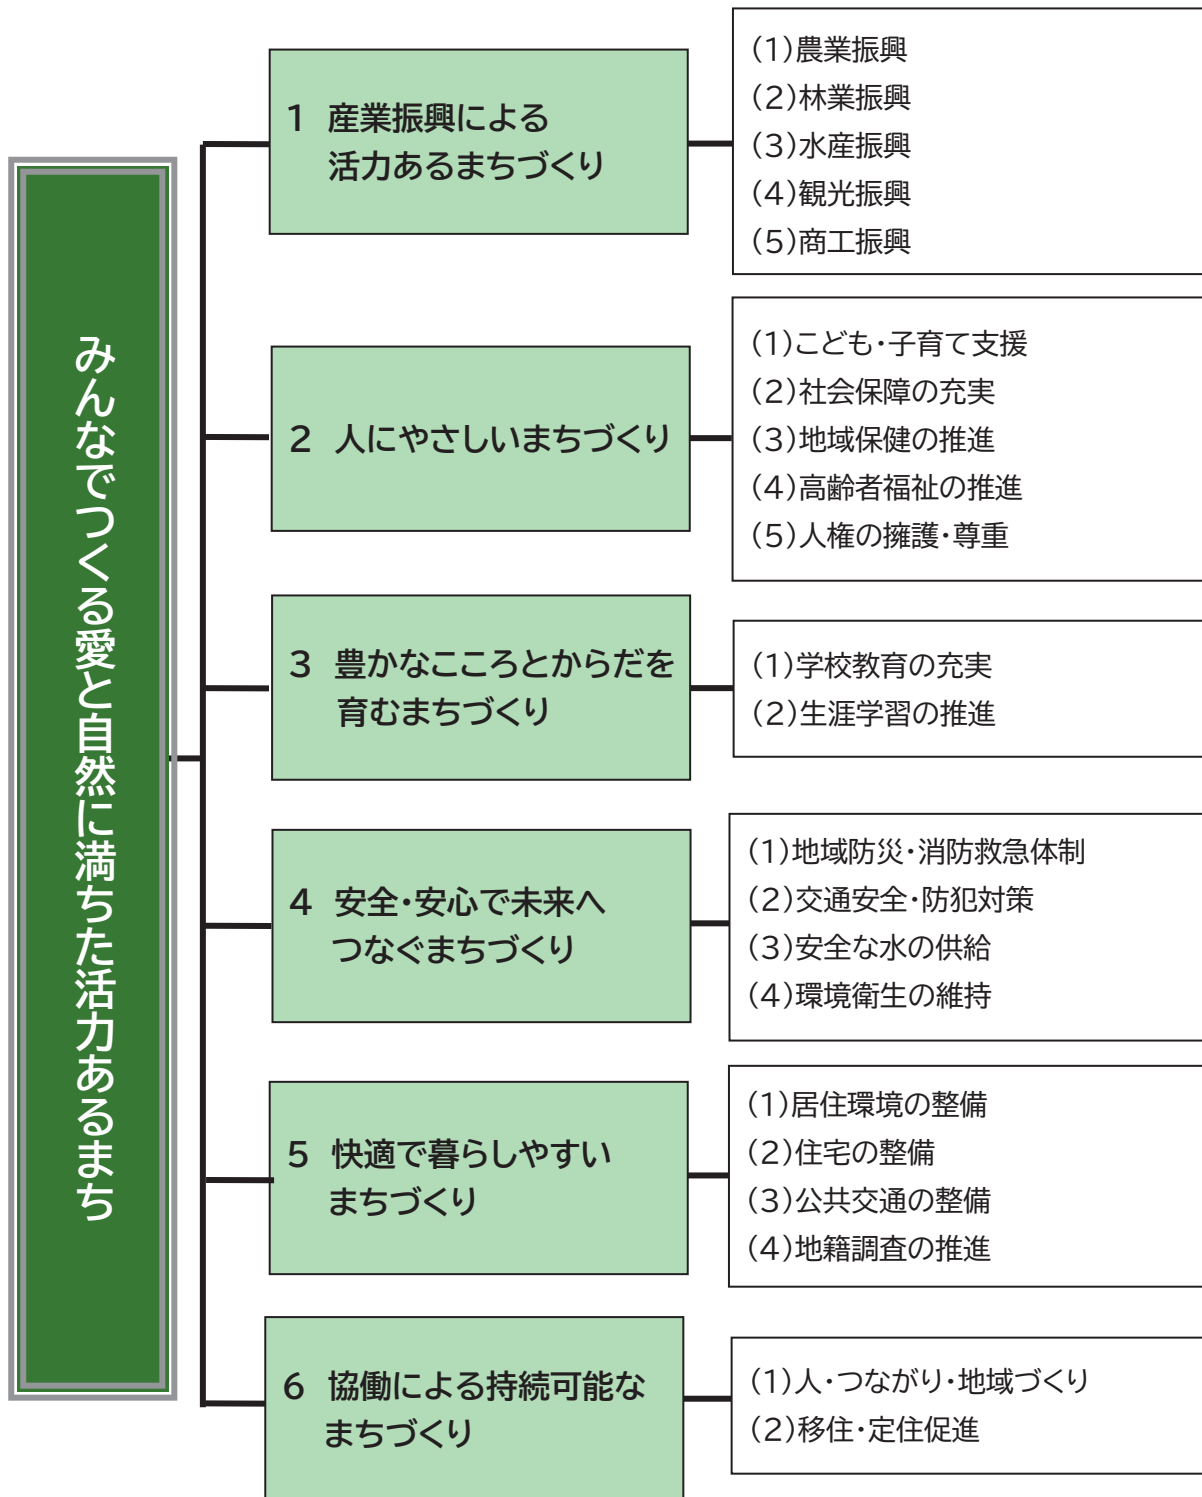 みんなでつくる愛と自然に満ちた活力あるまち
1 産業振興による
活力あるまちづくり
(1)農業振興
(2)林業振興
(3)水産振興
(4)観光振興
(5)商工振興
2 人にやさしいまちづくり
(1)こども・子育て支援
(2)社会保障の充実
(3)地域保健の推進
(4)高齢者福祉の推進
(5)人権の擁護・尊重
3 豊かなこころとからだを
育むまちづくり
(1)学校教育の充実
(2)生涯学習の推進
4 安全・安心で未来へ
つなぐまちづくり
(1)地域防災・消防救急体制
(2)交通安全・防犯対策
(3)安全な水の供給
(4)環境衛生の維持
5 快適で暮らしやすい
まちづくり
(1)居住環境の整備
(2)住宅の整備
(3)公共交通の整備
(4)地籍調査の推進
6 協働による持続可能な
まちづくり
(1)人・つながり・地域づくり
(2)移住・定住促進